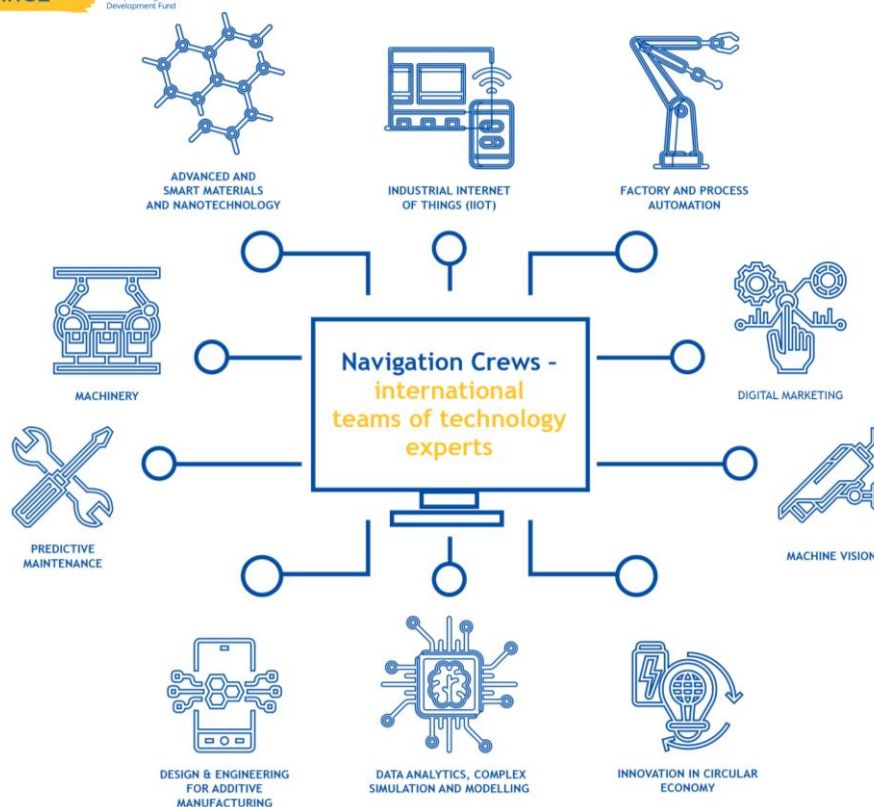 Development Fund
ADVANCED AND
SMART MATERIALS
AND NANOTECHNOLOGY
INDUSTRIAL INTERNET
OF THINGS (IIOT)
FACTORY AND PROCESS
AUTOMATION
MACHINERY
Navigation Crews –
international
teams of technology
experts
DIGITAL MARKETING
PREDICTIVE
MAINTENANCE
MACHINE VISION
DESIGN & ENGINEERING
FOR ADDITIVE
MANUFACTURING
DATA ANALYTICS, COMPLEX
SIMULATION AND MODELLING
INNOVATION IN CIRCULAR
ECONOMY